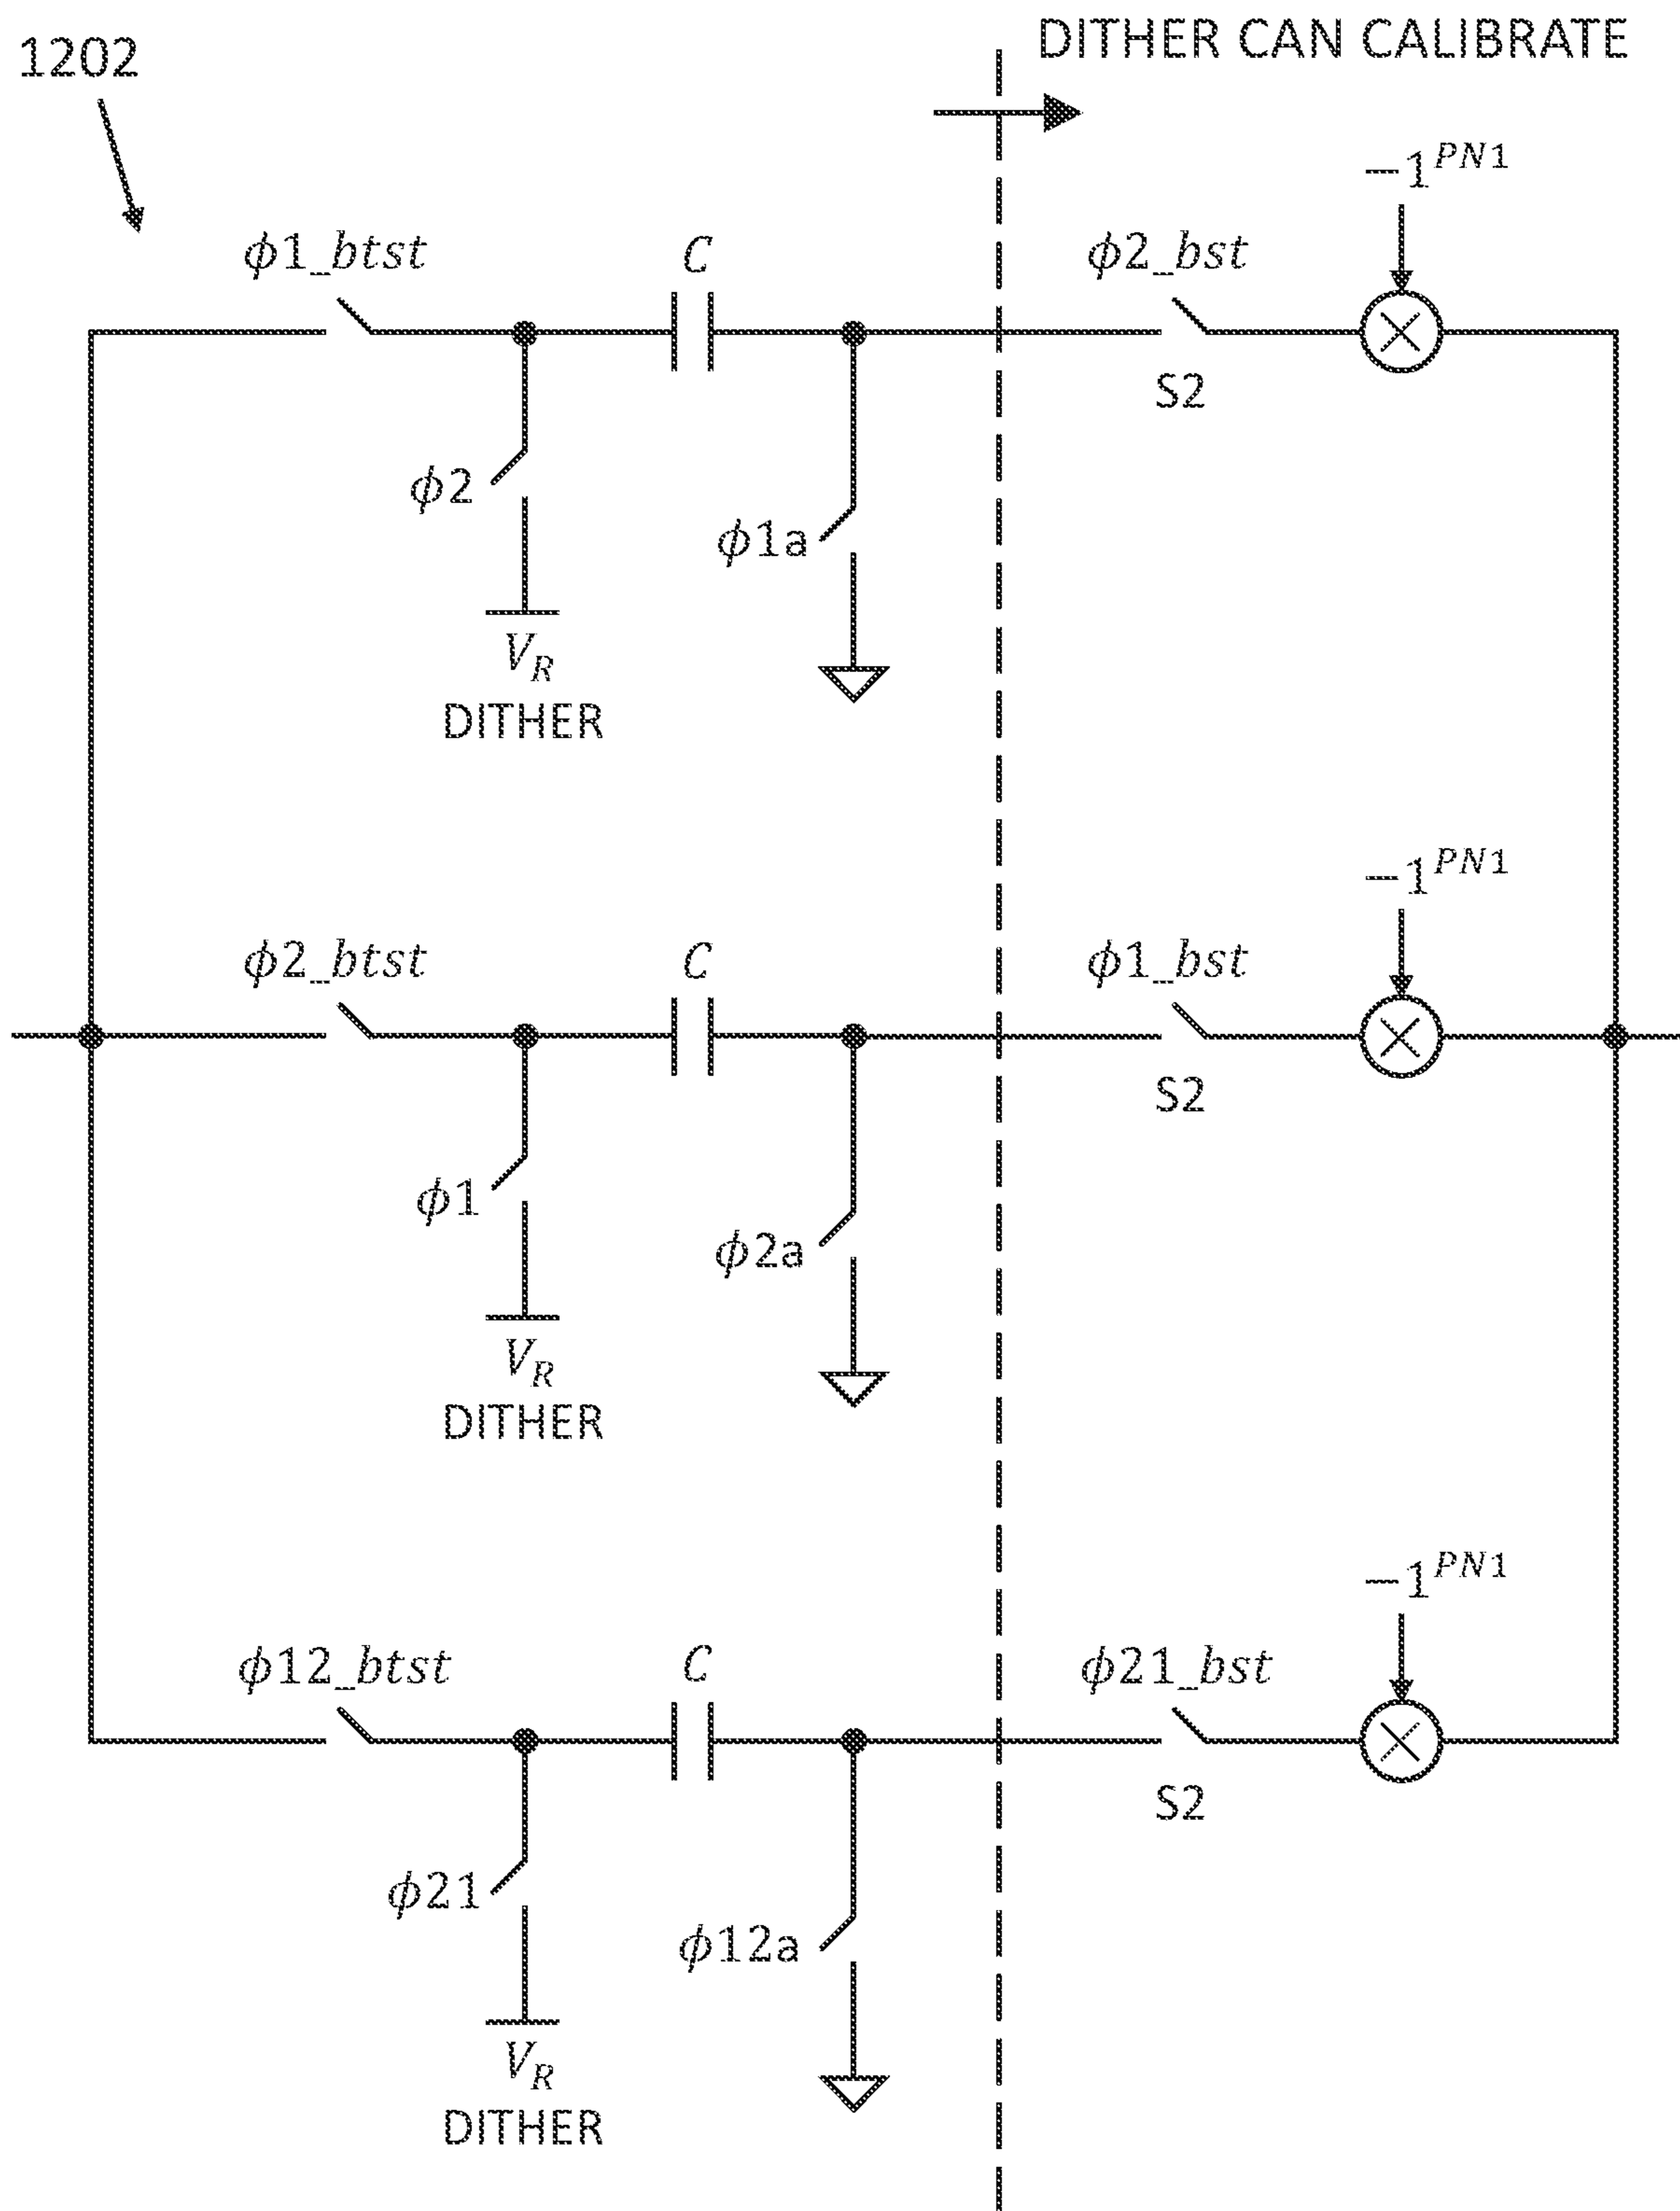 DITHER CAN CALIBRATE
1202
−1^{PN1}
ϕ1_btst
C
ϕ2_bst
S2
ϕ2
ϕ1a
V_R
DITHER
−1^{PN1}
ϕ2_btst
C
ϕ1_bst
S2
ϕ1
ϕ2a
V_R
DITHER
−1^{PN1}
ϕ12_btst
C
ϕ21_bst
S2
ϕ21
ϕ12a
V_R
DITHER